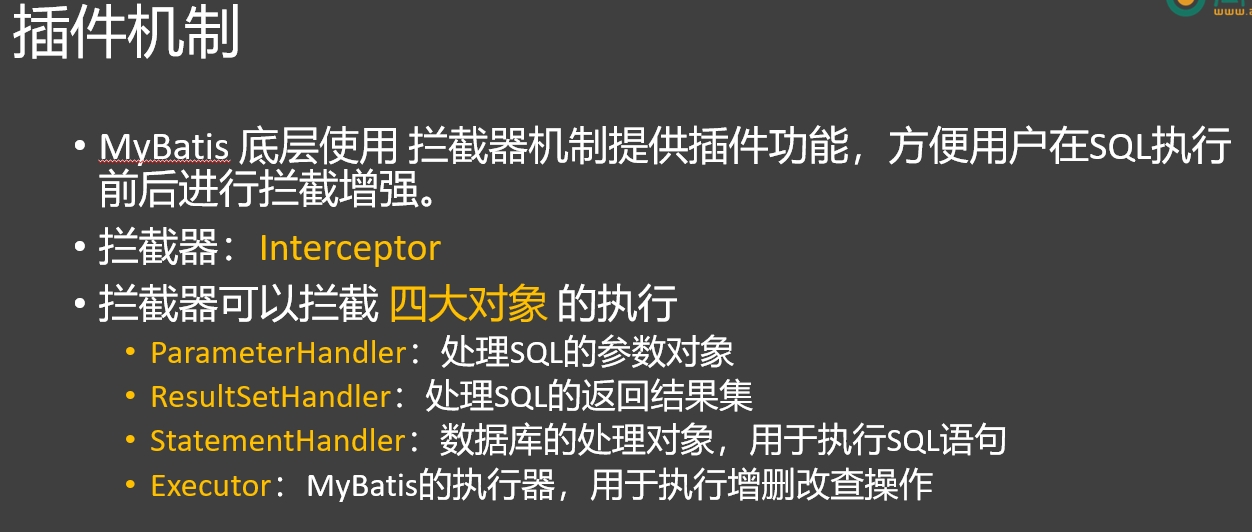 插件机制
• MyBatis 底层使用 拦截器机制提供插件功能，方便用户在SQL执行
前后进行拦截增强。
• 拦截器：Interceptor
• 拦截器可以拦截 四大对象 的执行
• ParameterHandler：处理SQL的参数对象
• ResultSetHandler：处理SQL的返回结果集
• StatementHandler：数据库的处理对象，用于执行SQL语句
• Executor：MyBatis的执行器，用于执行增删改查操作